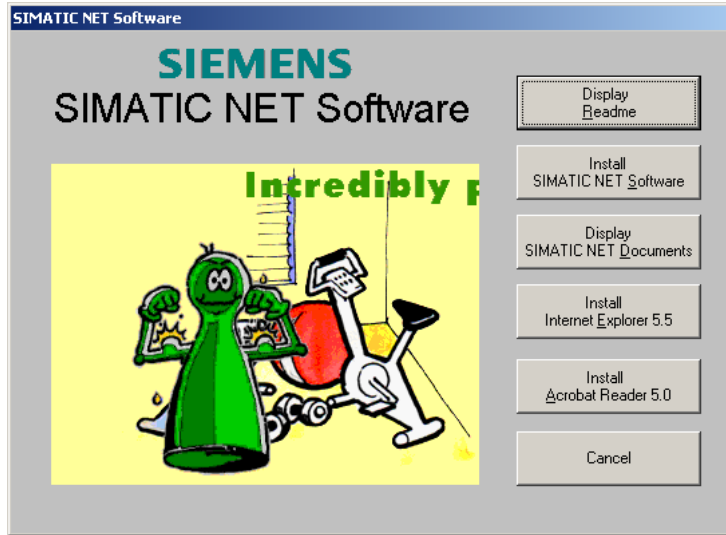 SIMATIC NET Software
SIEMENS
SIMATIC NET Software
Incredibly
Display
Readme
Install
SIMATIC NET Software
Display
SIMATIC NET Documents
Install
Internet Explorer 5.5
Install
Acrobat Reader 5.0
Cancel